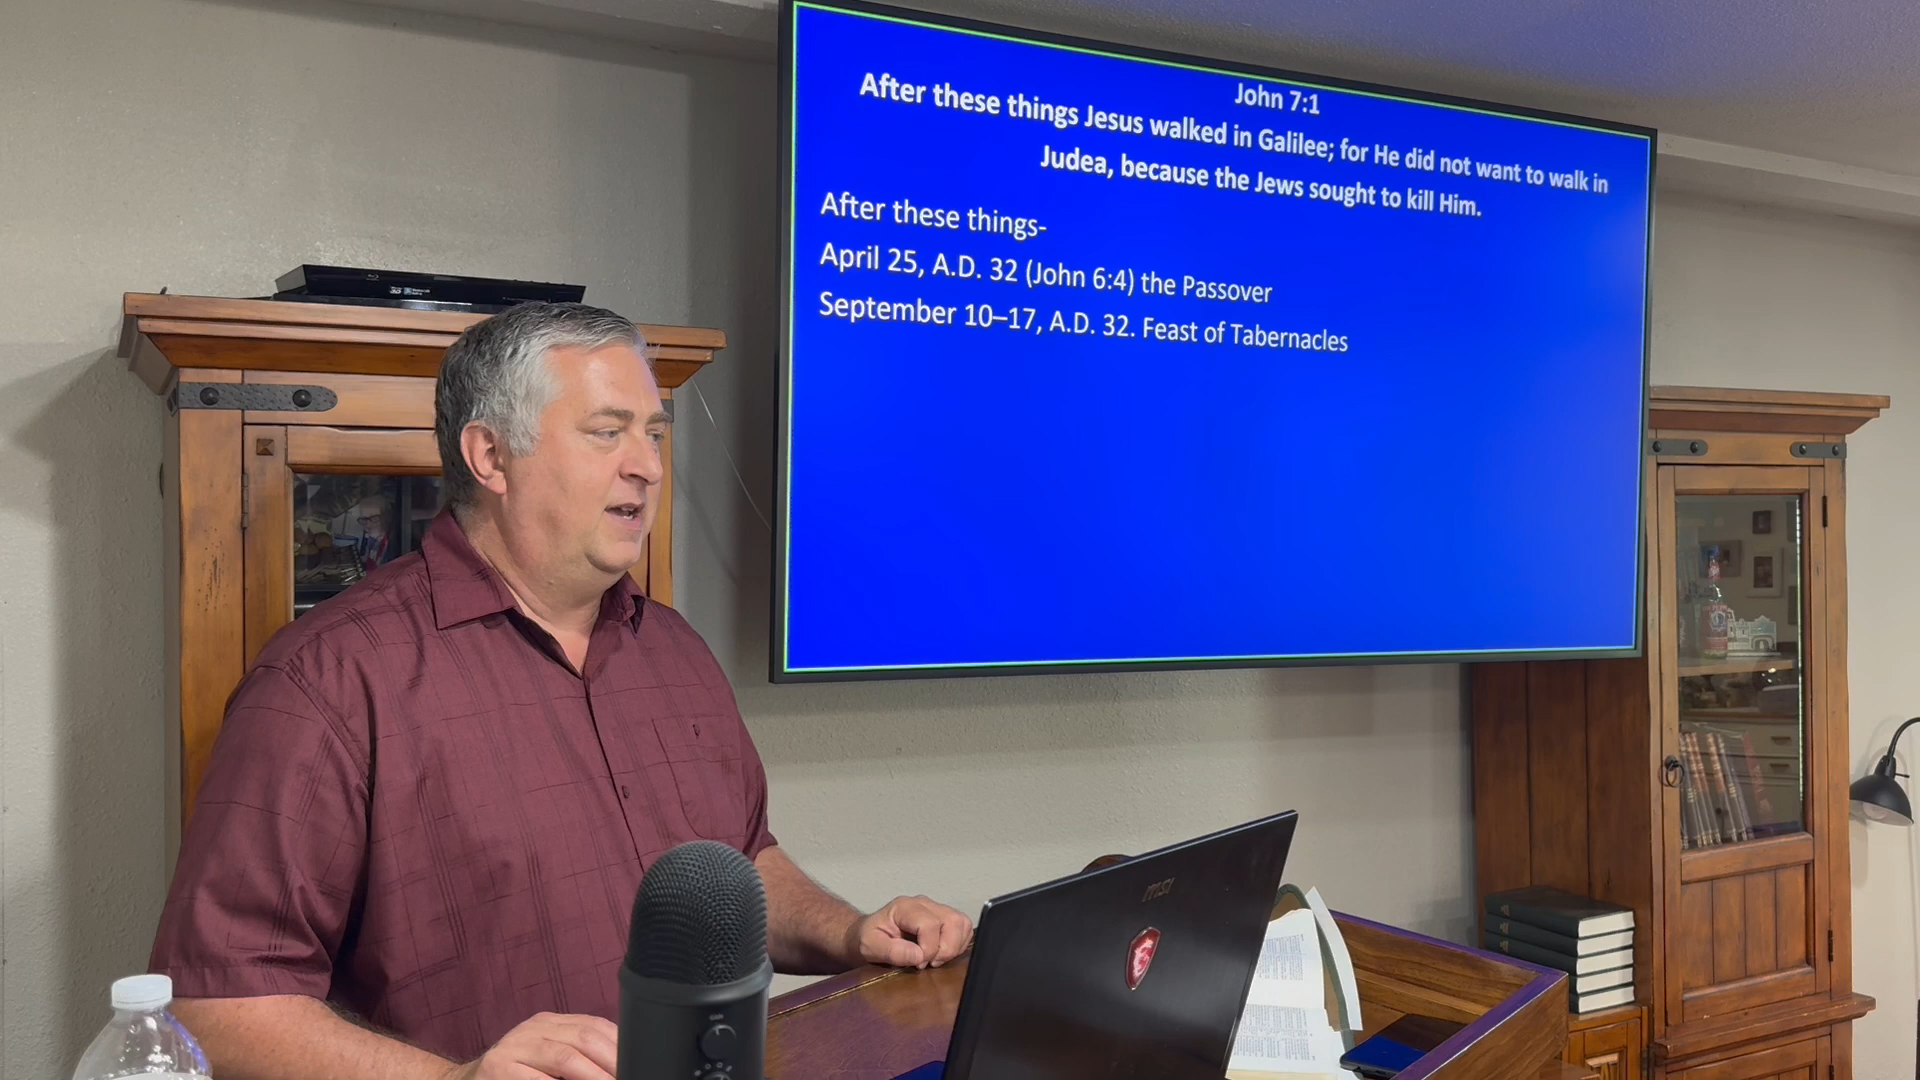 John 7:1
After these things Jesus walked in Galilee; for He did not want to walk in
Judea, because the Jews sought to kill Him.
After these things-
April 25, A.D. 32 (John 6:4) the Passover
September 10–17, A.D. 32. Feast of Tabernacles
msi